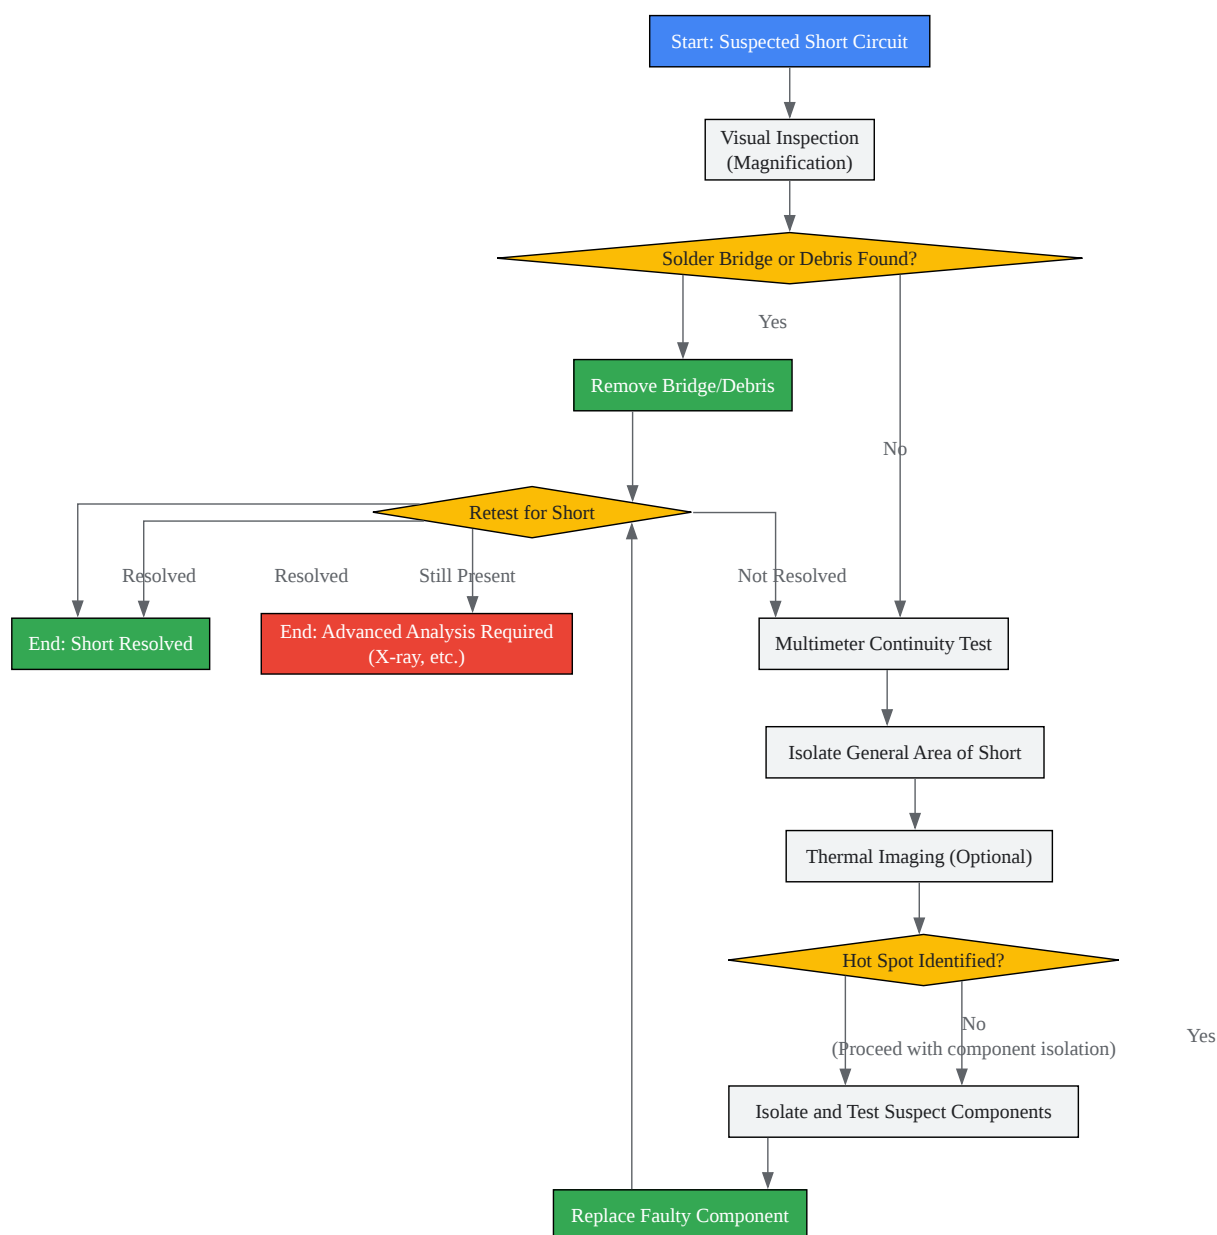 Start: Suspected Short Circuit
Visual Inspection
(Magnification)
Solder Bridge or Debris Found?
Yes
Remove Bridge/Debris
No
Retest for Short
Resolved
Resolved
Still Present
Not Resolved
End: Short Resolved
End: Advanced Analysis Required
(X-ray, etc.)
Multimeter Continuity Test
Isolate General Area of Short
Thermal Imaging (Optional)
Hot Spot Identified?
No
(Proceed with component isolation)
Yes
Isolate and Test Suspect Components
Replace Faulty Component